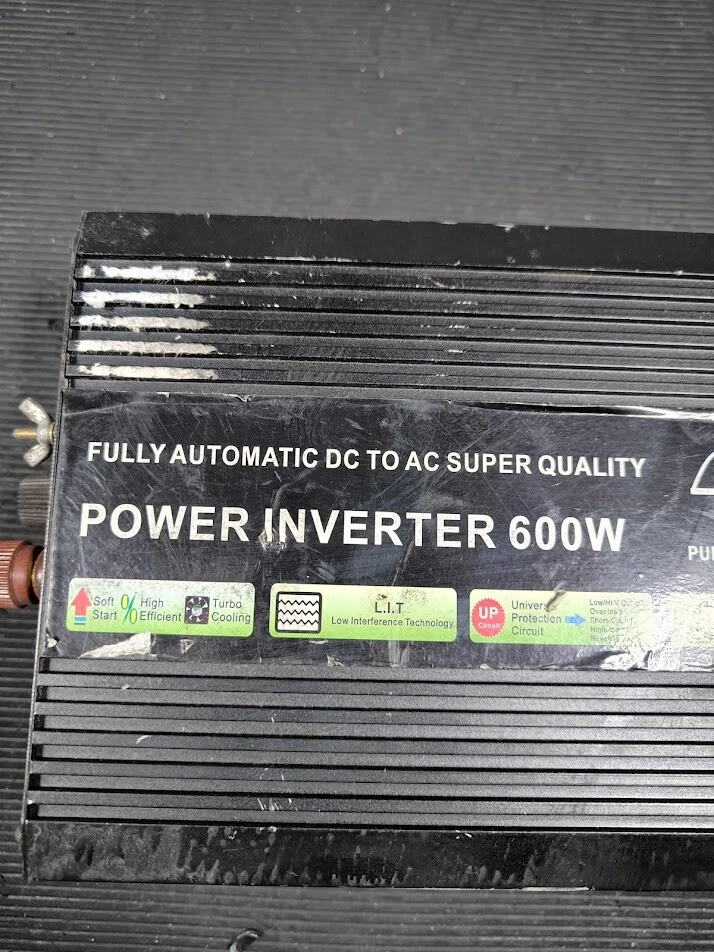 FULLY AUTOMATIC DC TO AC SUPER QUALITY
POWER INVERTER 600W
Soft
Start
High
Efficient
Turbo
Cooling
L.I.T
Low Interference Technology
UP
Circuit
Protection
Circuit